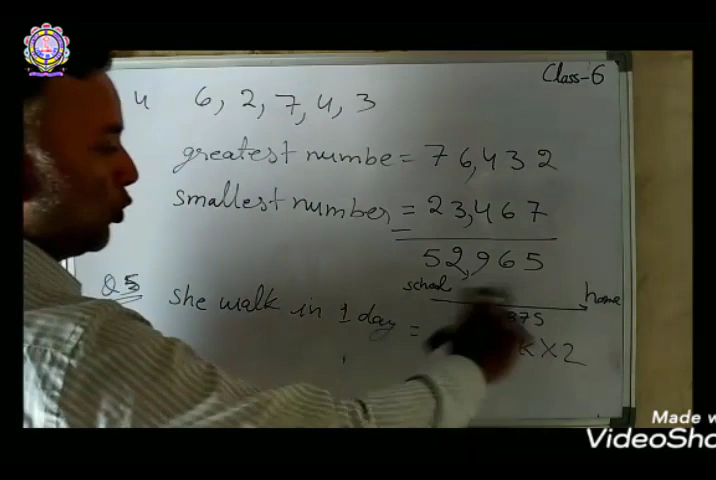 Class-6
4 6, 2, 7, 4, 3
greatest numbe = 76,432
smallest number = 23,467
52,965
Q5 she walk in 1 day =
school home
975
K X 2
Made w
VideoSho